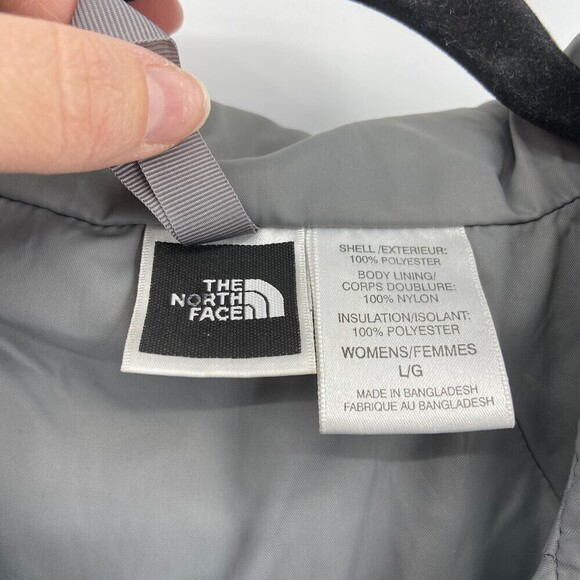 THE
NORTH
FACE
SHELL/EXTERIEUR:
100% POLYESTER
BODY LINING/
CORPS DOUBLURE:
100% NYLON
INSULATION/ISOLANT:
100% POLYESTER
WOMENS/FEMMES
L/G
MADE IN BANGLADESH
FABRIQUE AU BANGLADESH